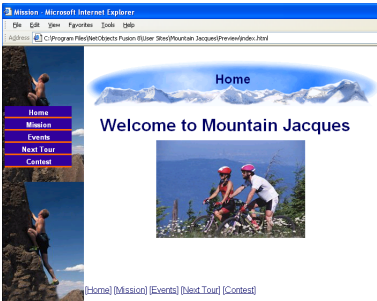 Mission - Microsoft Internet Explorer
File Edit View Favorites Tools Help
Address C:\Program Files\NetObjects Fusion 8\User Sites\Mountain Jacques\Preview\index.html
Home
Home
Mission
Events
Next Tour
Contest
Welcome to Mountain Jacques
[Home] [Mission] [Events] [Next Tour] [Contest]